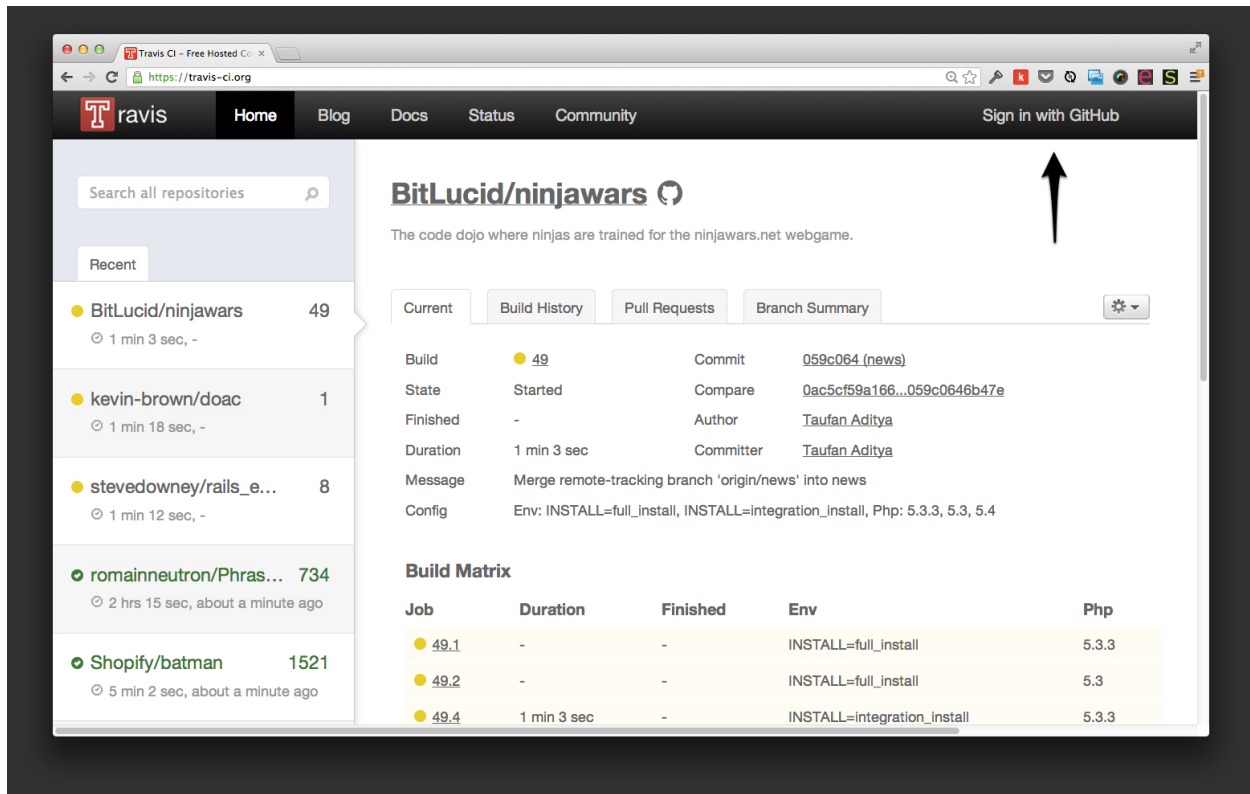 Travis CI - Free Hosted Co
https://travis-ci.org
Travis Home Blog Docs Status Community Sign in with GitHub
Search all repositories
Recent
BitLucid/ninjawars 49
1 min 3 sec, -
kevin-brown/doac 1
1 min 18 sec, -
stevedowney/rails_e... 8
1 min 12 sec, -
romainneutron/Phras... 734
2 hrs 15 sec, about a minute ago
Shopify/batman 1521
5 min 2 sec, about a minute ago
BitLucid/ninjawars
The code dojo where ninjas are trained for the ninjawars.net webgame.
Current Build History Pull Requests Branch Summary
Build 49 Commit 059c064 (news)
State Started Compare 0ac5cf59a166...059c0646b47e
Finished - Author Taufan Aditya
Duration 1 min 3 sec Committer Taufan Aditya
Message Merge remote-tracking branch 'origin/news' into news
Config Env: INSTALL=full_install, INSTALL=integration_install, Php: 5.3.3, 5.3, 5.4
Build Matrix
Job Duration Finished Env Php
49.1 - - INSTALL=full_install 5.3.3
49.2 - - INSTALL=full_install 5.3
49.4 1 min 3 sec - INSTALL=integration_install 5.3.3